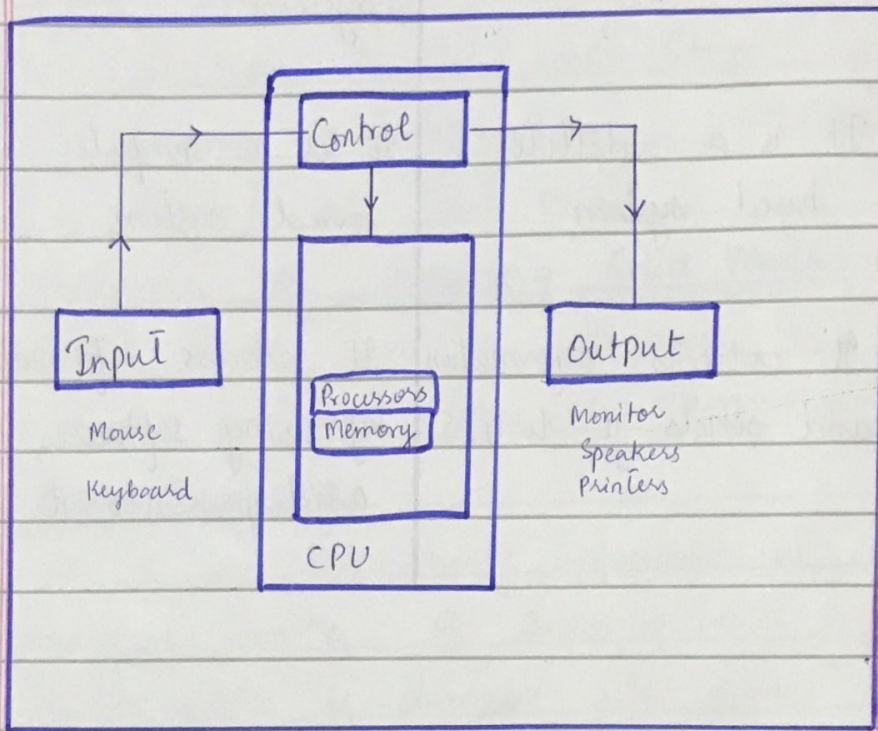 Control
Input
Output
Processors
Memory
Mouse
Keyboard
Monitor
Speakers
Printers
CPU